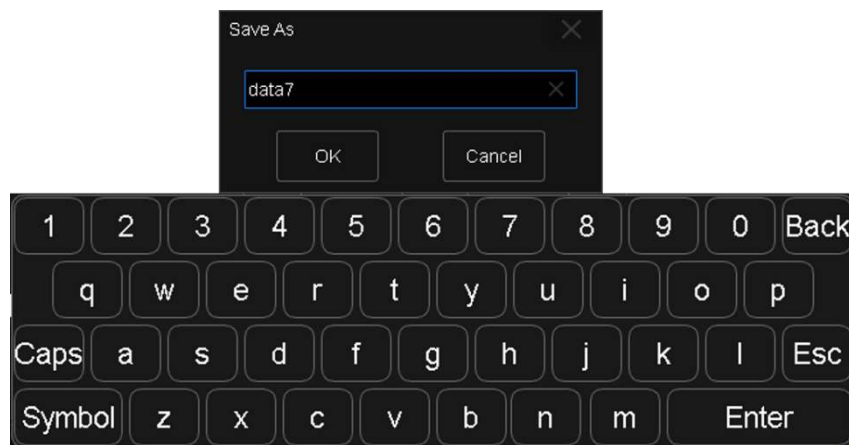 Save As
data7
OK Cancel
1 2 3 4 5 6 7 8 9 0 Back
q w e r t y u i o p
Caps a s d f g h j k l Esc
Symbol z x c v b n m Enter